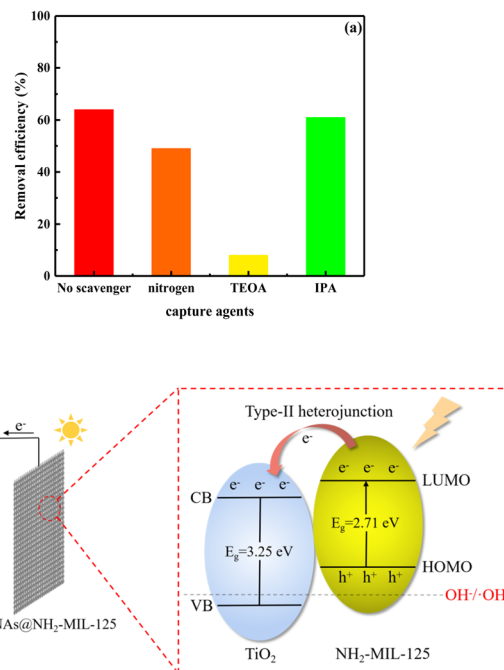 (a)
Removal efficiency (%)
100
80
60
40
20
0
No scavenger nitrogen TEOA IPA
capture agents
Type-II heterojunction
e⁻
e⁻
e⁻ e⁻ e⁻
LUMO
e⁻ e⁻ e⁻
CB
E_g=2.71 eV
E_g=3.25 eV
HOMO
h⁺ h⁺ h⁺
OH⁻/·OH
VB
NAs@NH₂-MIL-125
TiO₂
NH₂-MIL-125